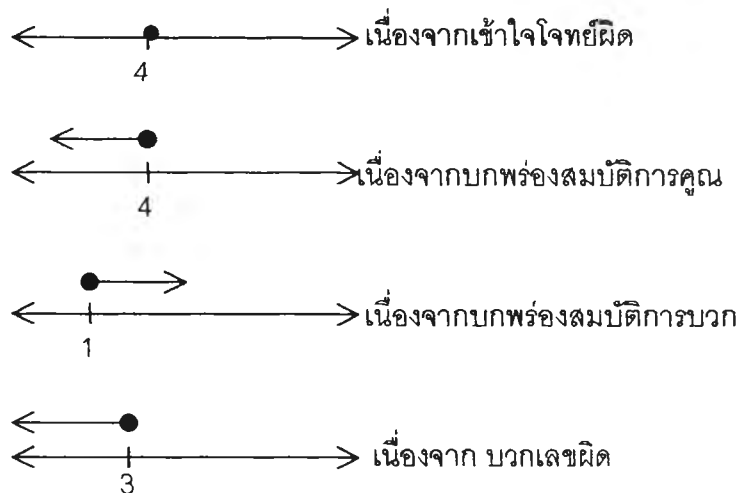 เนื่องจากเข้าใจโจทย์ผิด
4
เนื่องจากบกพร่องสมบัติการคูณ
4
เนื่องจากบกพร่องสมบัติการบวก
1
เนื่องจาก บวกเลขผิด
3